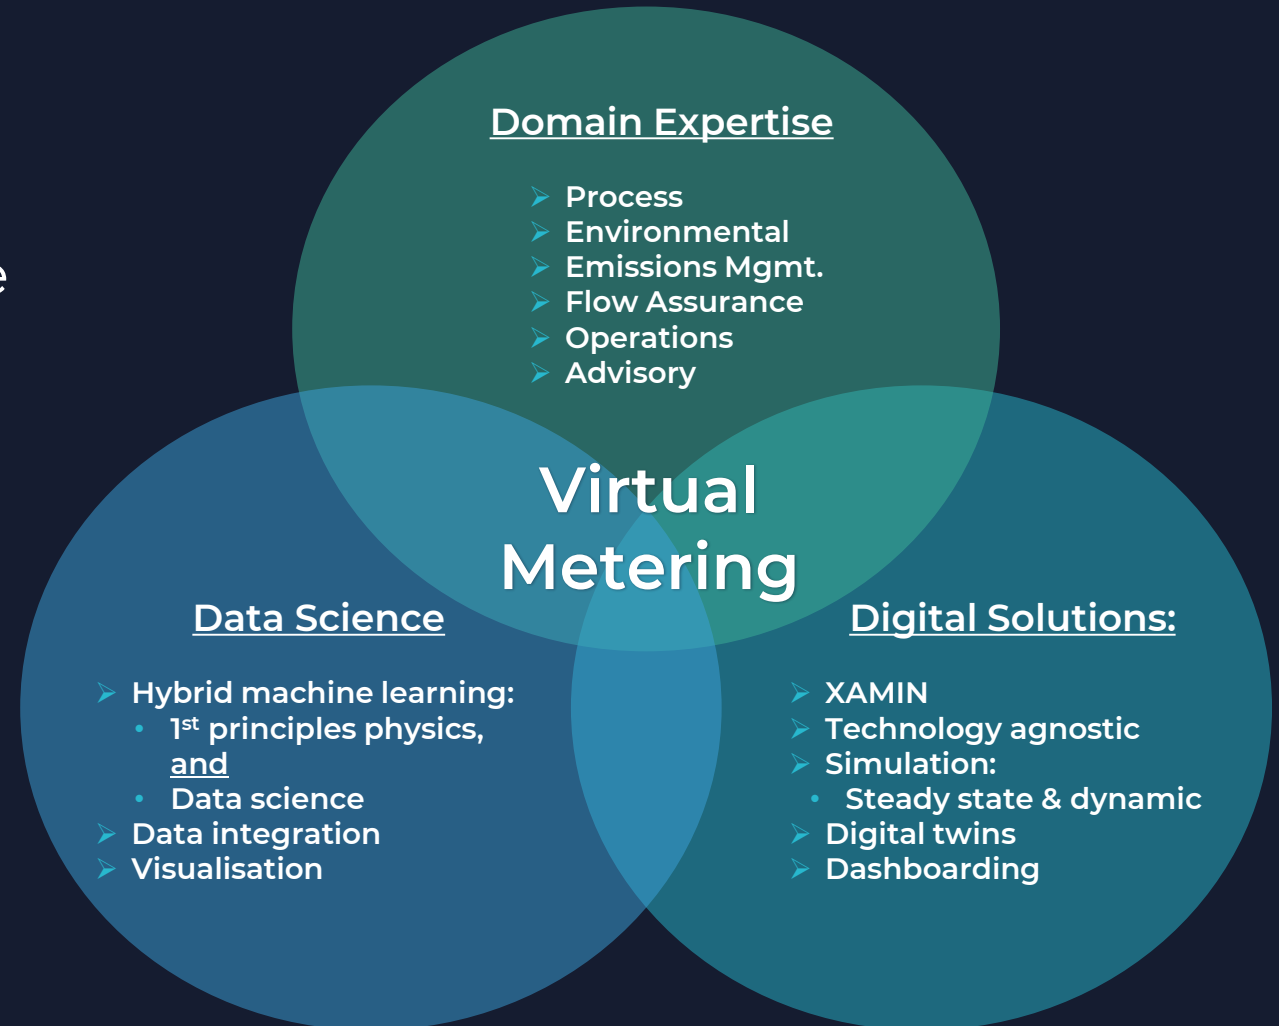 Domain Expertise
Process
Environmental
Emissions Mgmt.
Flow Assurance
Operations
Advisory
Virtual
Metering
Data Science
Hybrid machine learning:
1st principles physics,
and
Data science
Data integration
Visualisation
Digital Solutions:
XAMIN
Technology agnostic
Simulation:
Steady state & dynamic
Digital twins
Dashboarding